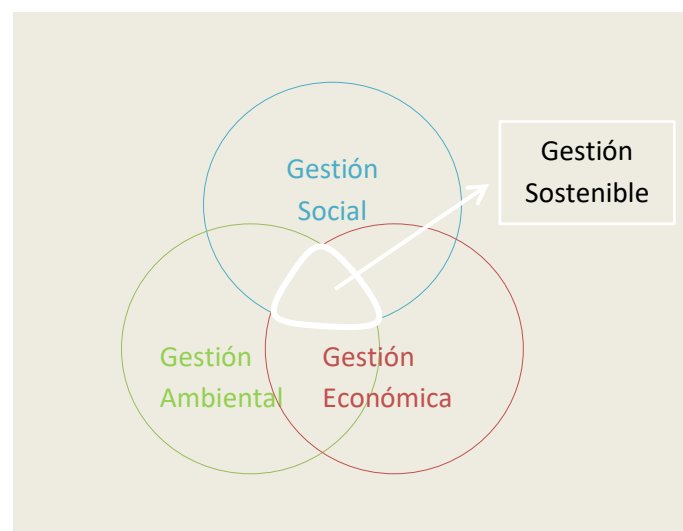 Gestión
Social
Gestión
Sostenible
Gestión
Ambiental
Gestión
Económica